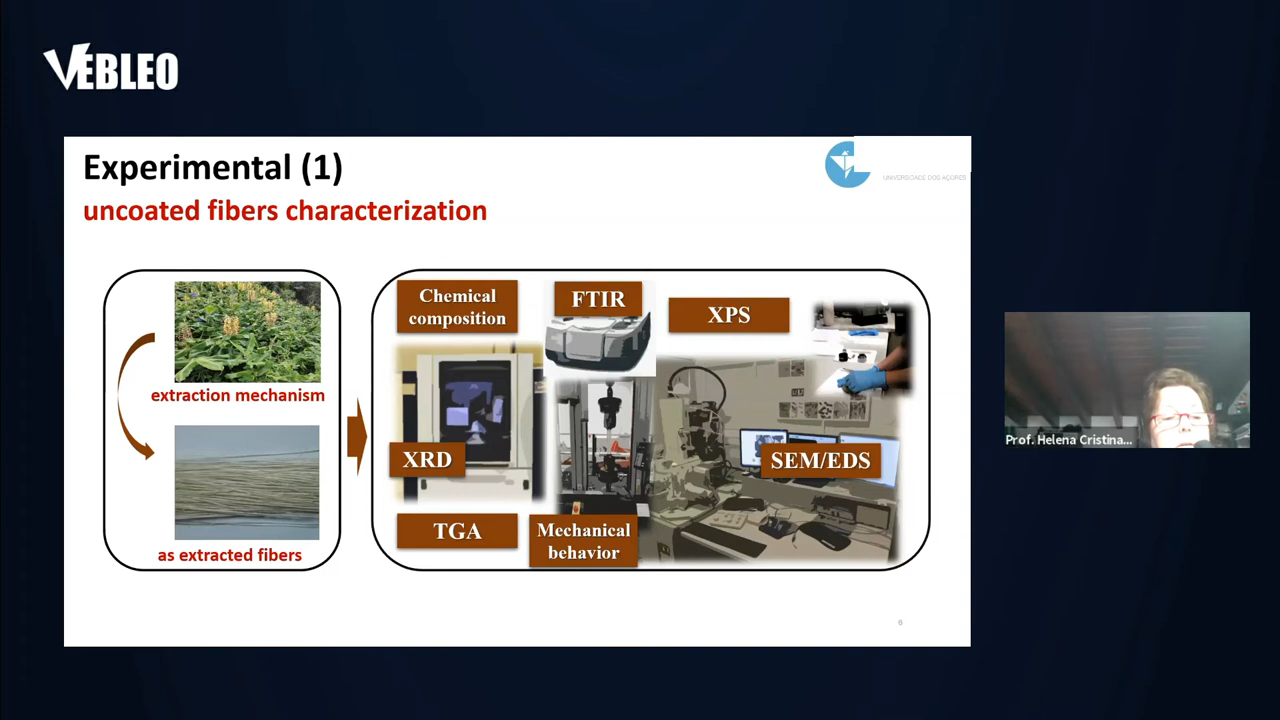 VEBLEO
Experimental (1)
uncoated fibers characterization
UNIVERSIDADE DOS AÇORES
extraction mechanism
as extracted fibers
Chemical
composition
FTIR
XPS
XRD
SEM/EDS
TGA
Mechanical
behavior
6
Prof. Helena Cristina...